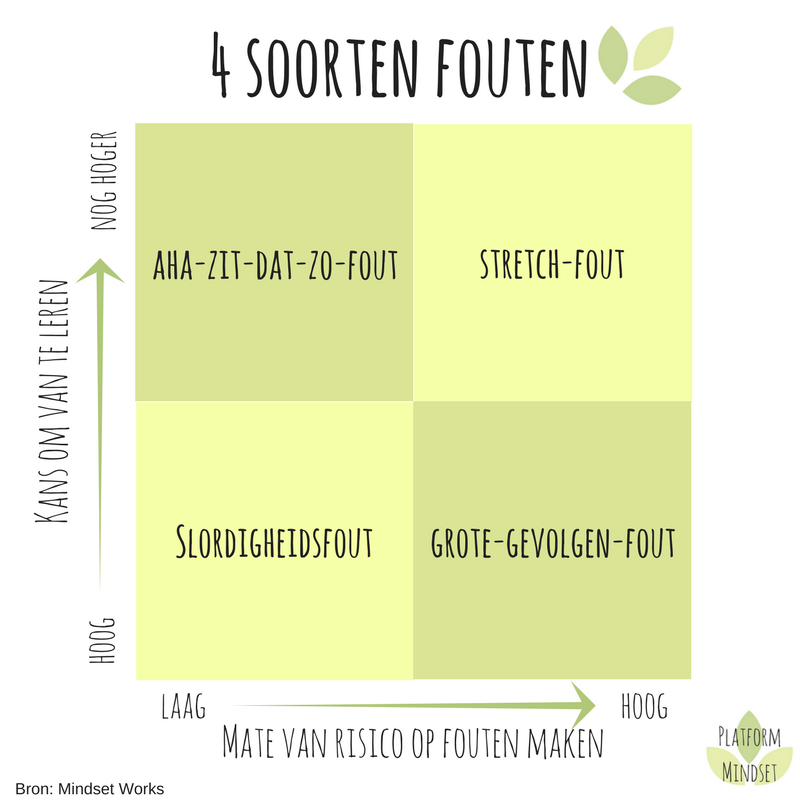 4 SOORTEN FOUTEN
NOG HOGER
KANS OM VAN TE LEREN
HOOG
AHA-ZIT-DAT-ZO-FOUT
STRETCH-FOUT
SLORDIGHEIDSFOUT
GROTE-GEVOLGEN-FOUT
LAAG
HOOG
MATE VAN RISICO OP FOUTEN MAKEN
PLATFORM
MINDSET
Bron: Mindset Works